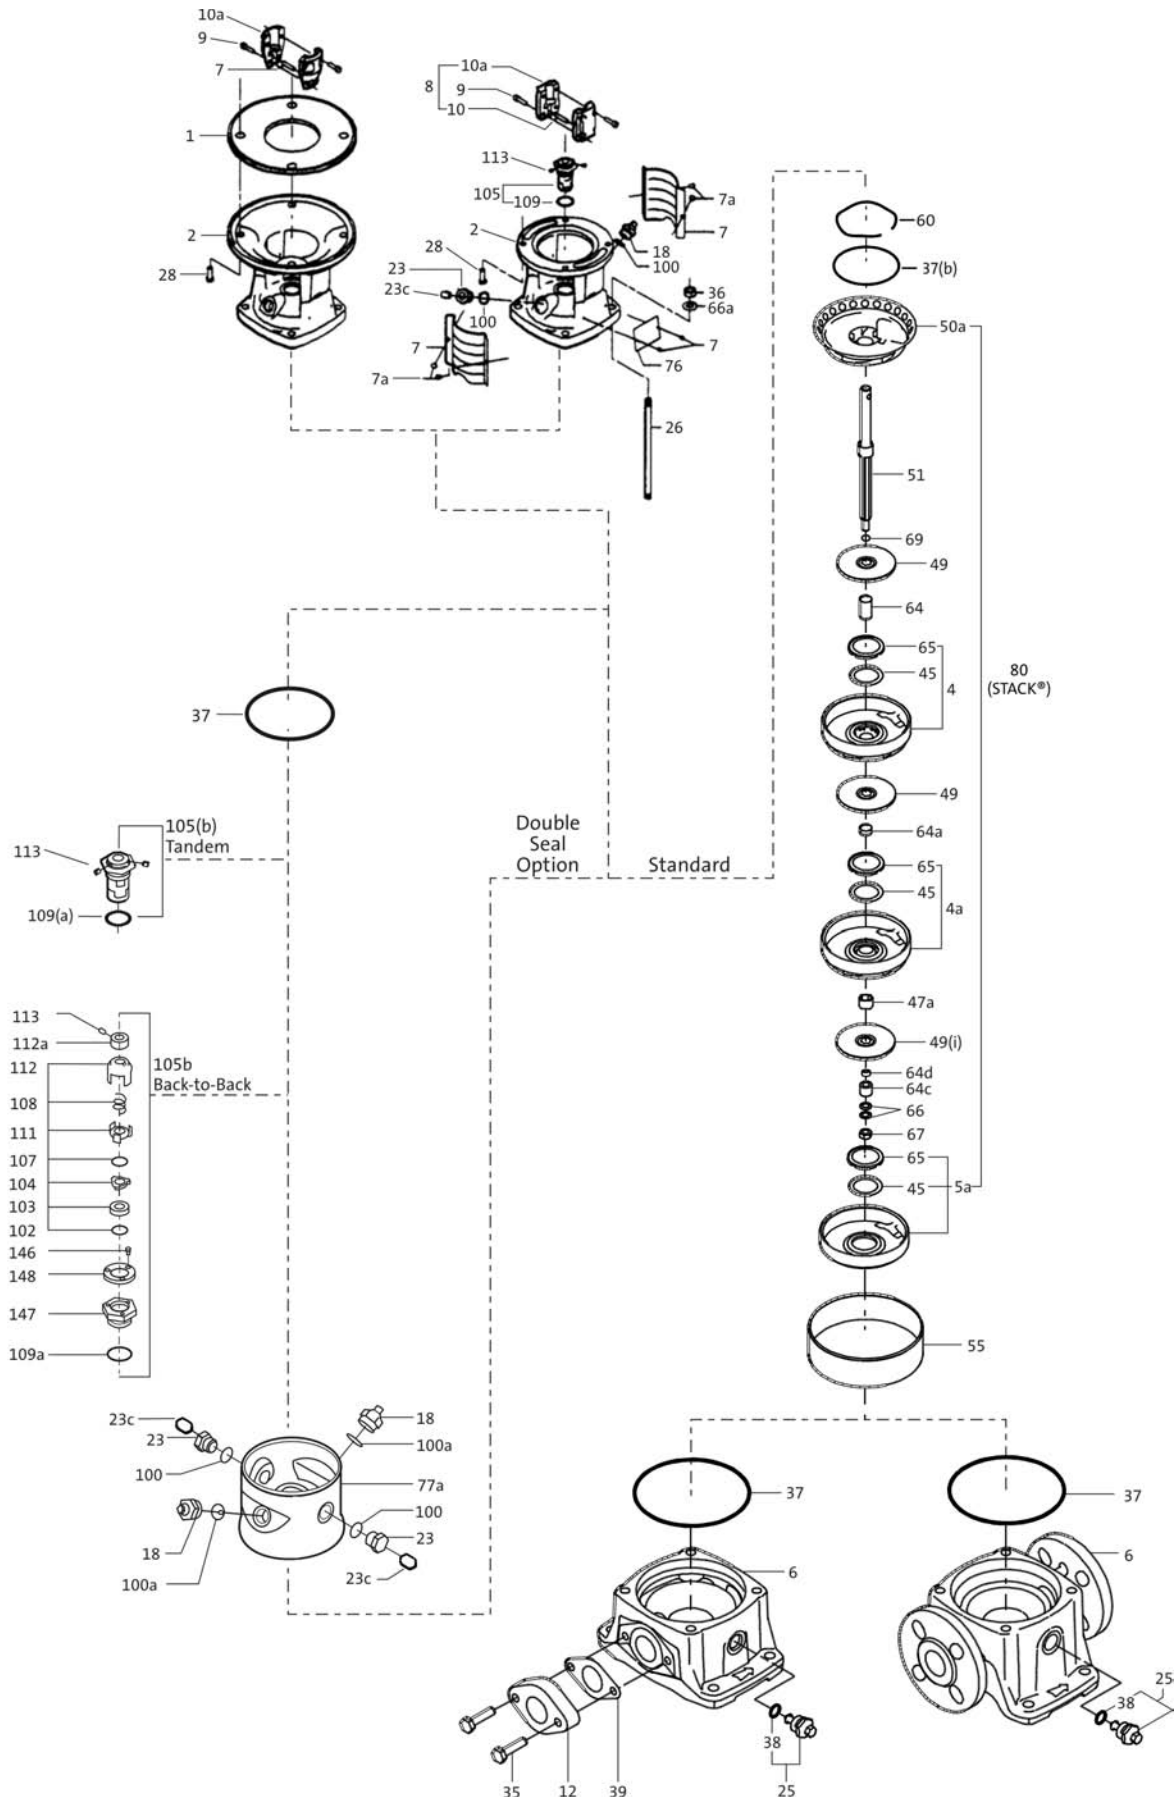 10a
9
7
1
2
28
8
10a
9
10
113
105
109
2
28
23
23c
100
7
7a
7a
7
18
100
36
66a
7
76
26
60
37(b)
50a
51
69
49
64
65
45
4
80
(STACK®)
49
64a
65
45
4a
47a
49(i)
64d
64c
66
67
65
45
5a
55
37
105(b)
Tandem
113
109(a)
Double
Seal
Option
Standard
113
112a
112
108
111
107
104
103
102
146
148
147
109a
105b
Back-to-Back
23c
23
100
18
100a
18
100a
77a
100
23
23c
37
6
38
25
35
12
39
37
6
25
38